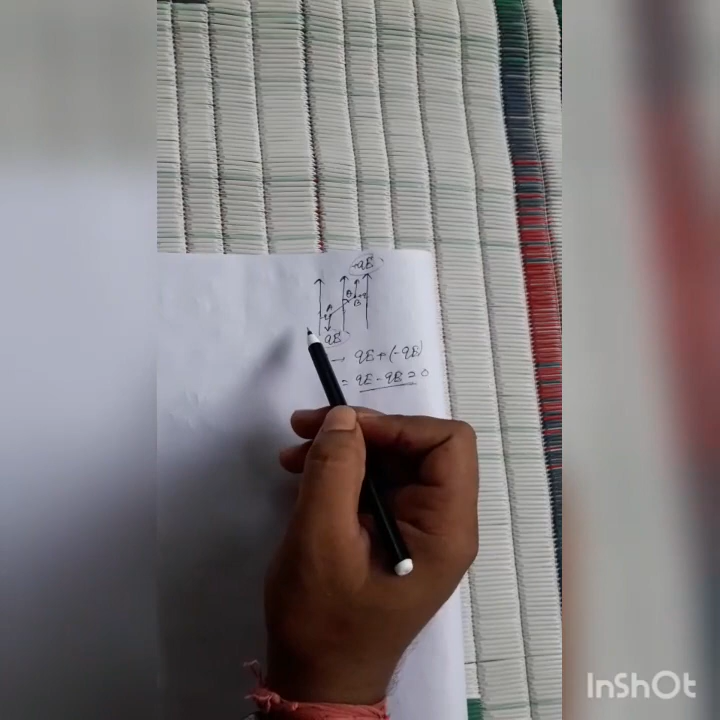 -qE
A
B
B
qE
→ qE + (-qE)
= qE - qE = 0
InShOt